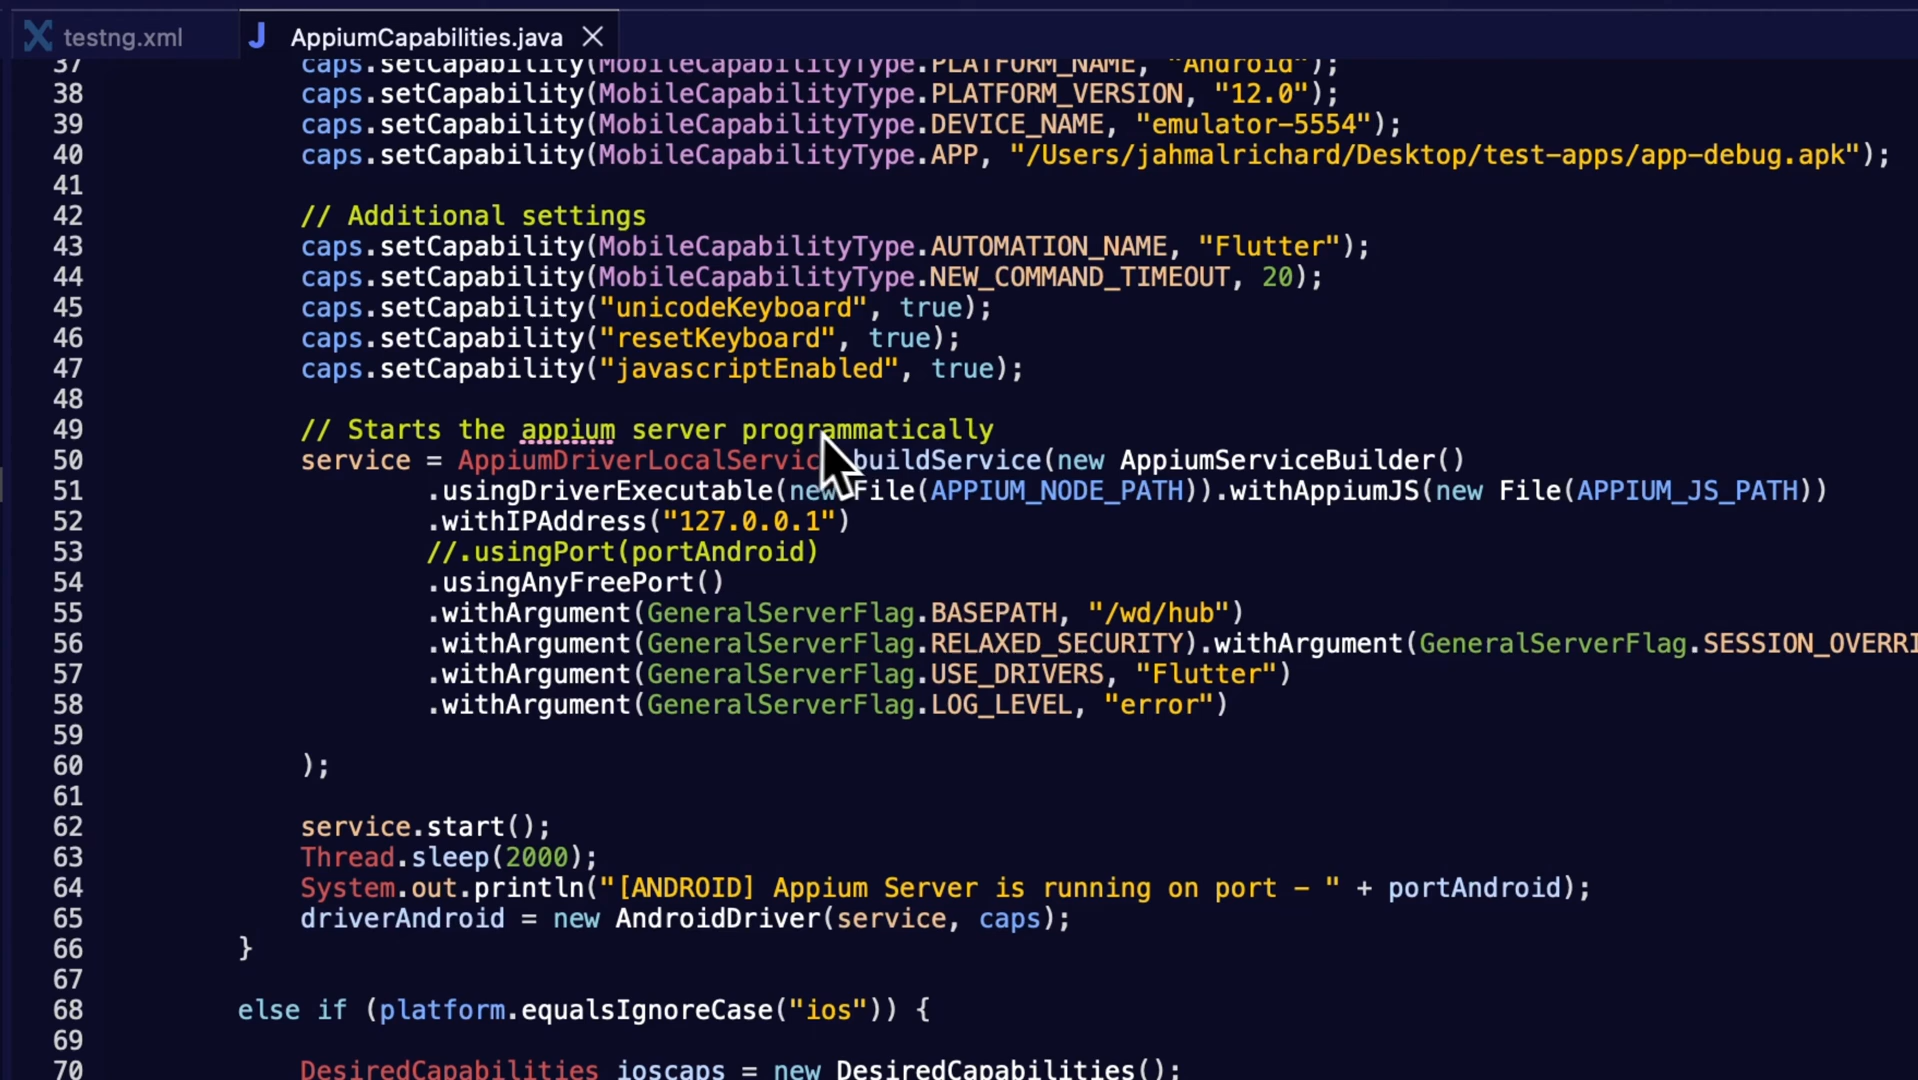 testng.xml
AppiumCapabilities.java
37 caps.setCapability(MobileCapabilityType.PLATFORM_NAME, "Android");
38 caps.setCapability(MobileCapabilityType.PLATFORM_VERSION, "12.0");
39 caps.setCapability(MobileCapabilityType.DEVICE_NAME, "emulator-5554");
40 caps.setCapability(MobileCapabilityType.APP, "/Users/jahmalrichard/Desktop/test-apps/app-debug.apk");
41
42 // Additional settings
43 caps.setCapability(MobileCapabilityType.AUTOMATION_NAME, "Flutter");
44 caps.setCapability(MobileCapabilityType.NEW_COMMAND_TIMEOUT, 20);
45 caps.setCapability("unicodeKeyboard", true);
46 caps.setCapability("resetKeyboard", true);
47 caps.setCapability("javascriptEnabled", true);
48
49 // Starts the appium server programmatically
50 service = AppiumDriverLocalService.buildService(new AppiumServiceBuilder()
51 .usingDriverExecutable(new File(APPIUM_NODE_PATH)).withAppiumJS(new File(APPIUM_JS_PATH))
52 .withIPAddress("127.0.0.1")
53 //.usingPort(portAndroid)
54 .usingAnyFreePort()
55 .withArgument(GeneralServerFlag.BASEPATH, "/wd/hub")
56 .withArgument(GeneralServerFlag.RELAXED_SECURITY).withArgument(GeneralServerFlag.SESSION_OVERRI
57 .withArgument(GeneralServerFlag.USE_DRIVERS, "Flutter")
58 .withArgument(GeneralServerFlag.LOG_LEVEL, "error")
59
60 );
61
62 service.start();
63 Thread.sleep(2000);
64 System.out.println("[ANDROID] Appium Server is running on port - " + portAndroid);
65 driverAndroid = new AndroidDriver(service, caps);
66 }
67
68 else if (platform.equalsIgnoreCase("ios")) {
69
70 DesiredCapabilities ioscaps = new DesiredCapabilities();